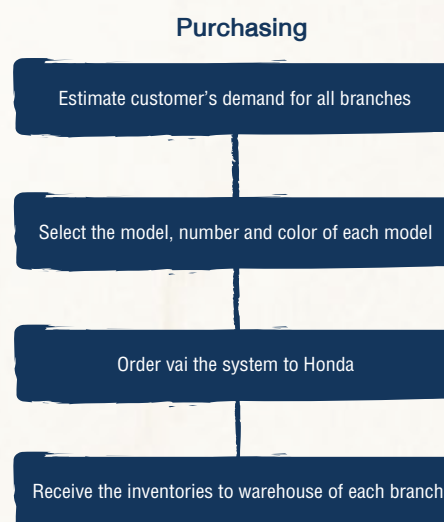 Purchasing
Estimate customer's demand for all branches
Select the model, number and color of each model
Order vai the system to Honda
Receive the inventories to warehouse of each branch